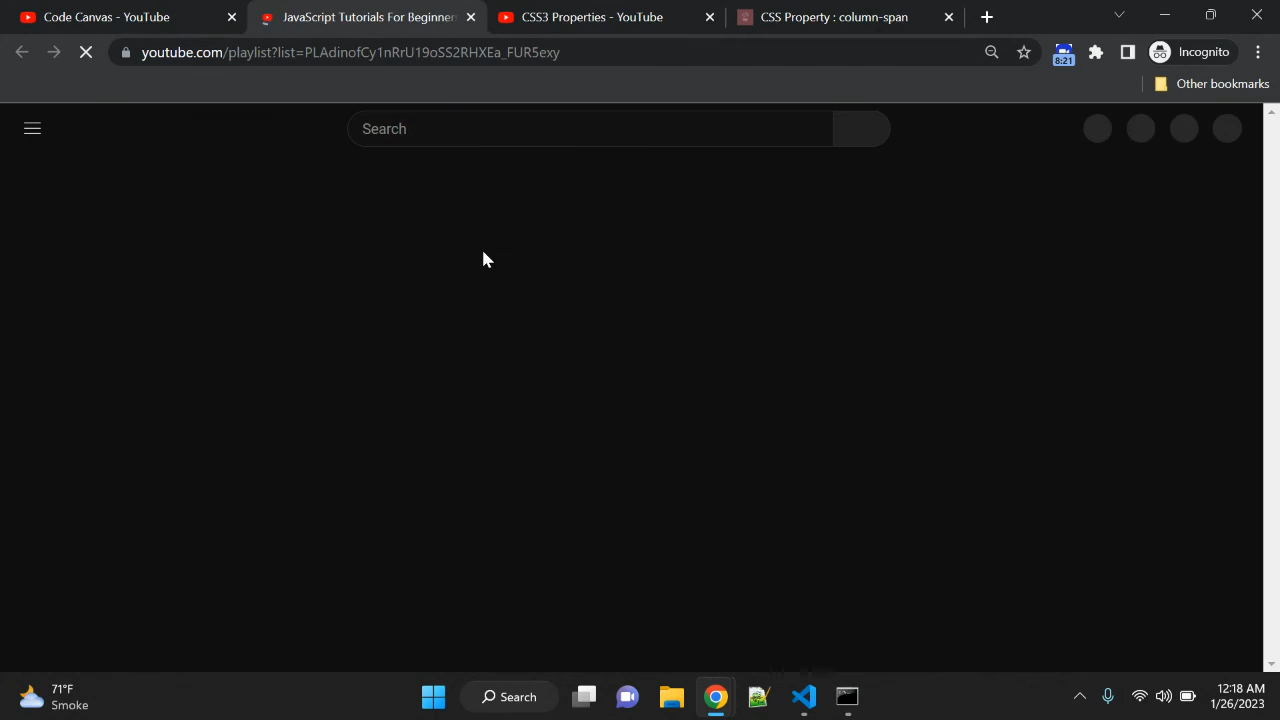 Code Canvas - YouTube
JavaScript Tutorials For Beginne
CSS3 Properties - YouTube
CSS Property : column-span
youtube.com/playlist?list=PLAdinofCy1nRrU19oSS2RHXEa_FUR5exy
8:21
Incognito
Other bookmarks
Search
71°F
Smoke
Search
12:18 AM
1/26/2023